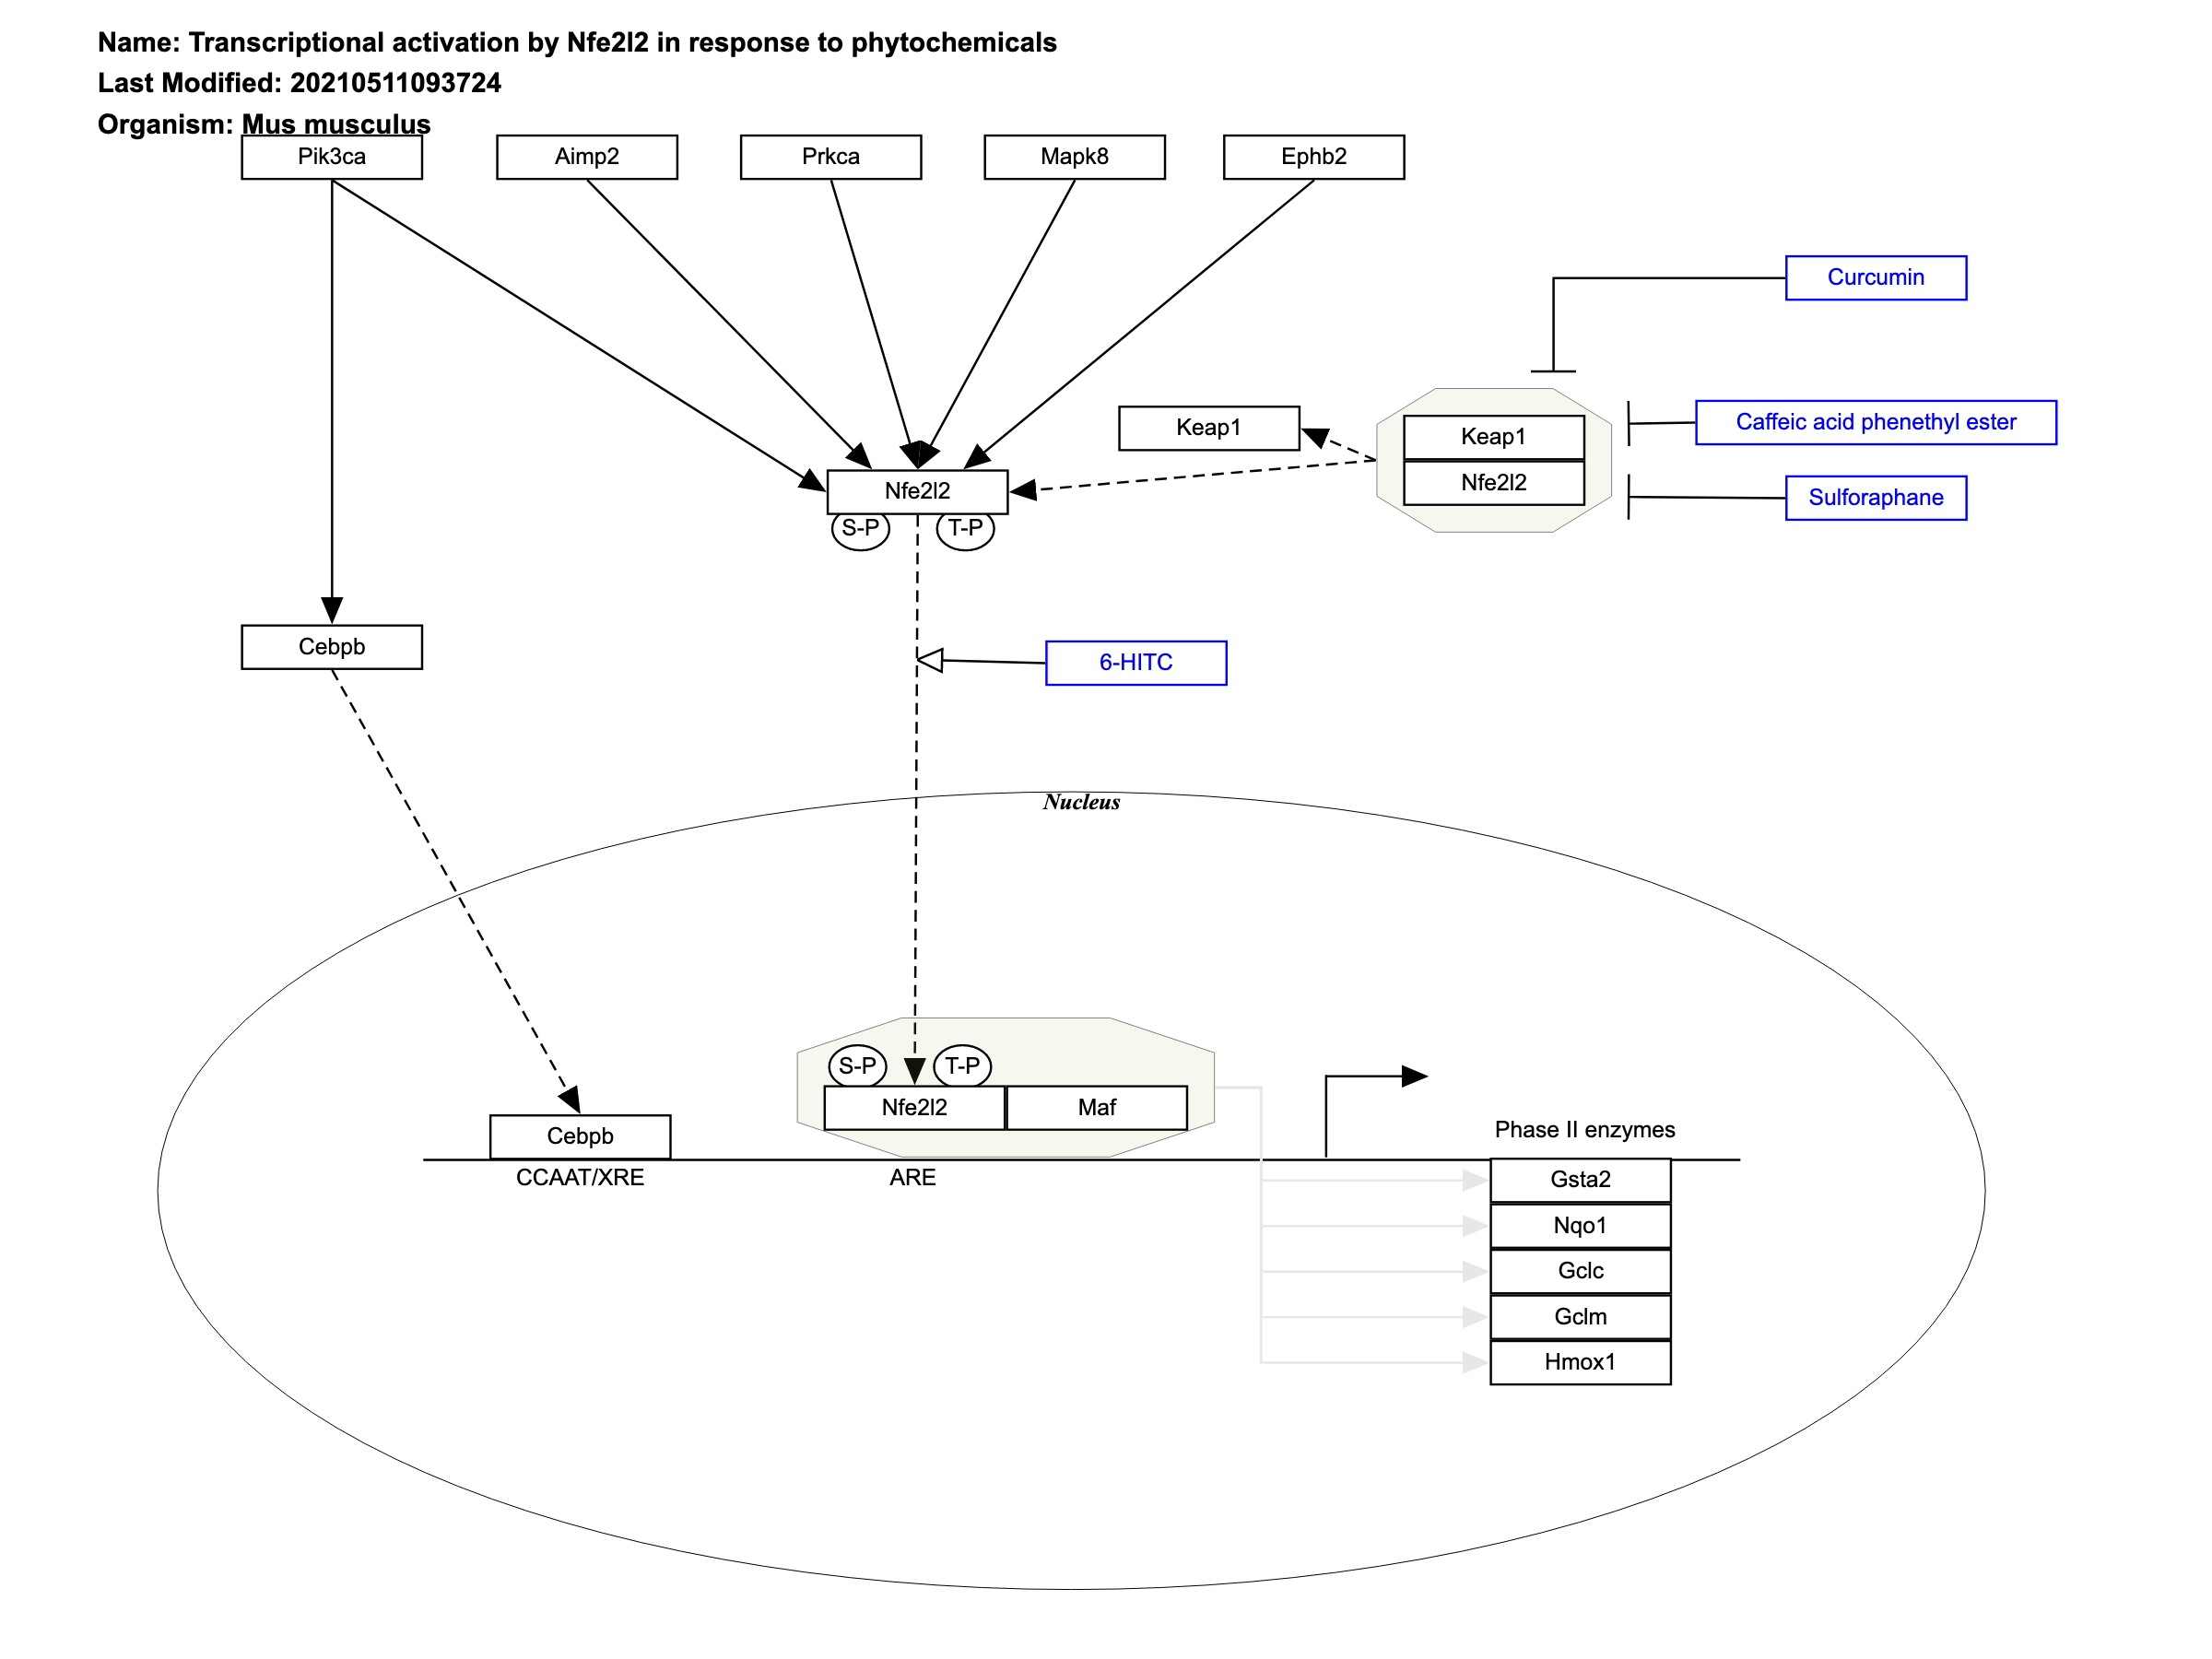 Name: Transcriptional activation by Nfe2l2 in response to phytochemicals
Last Modified: 20210511093724
Organism: Mus musculus
Pik3ca
Aimp2
Prkca
Mapk8
Ephb2
Curcumin
Keap1
Keap1
Caffeic acid phenethyl ester
Nfe2l2
Nfe2l2
Sulforaphane
S-P
T-P
Cebpb
6-HITC
Nucleus
S-P
T-P
Nfe2l2
Maf
Cebpb
Phase II enzymes
CCAAT/XRE
ARE
Gsta2
Nqo1
Gclc
Gclm
Hmox1